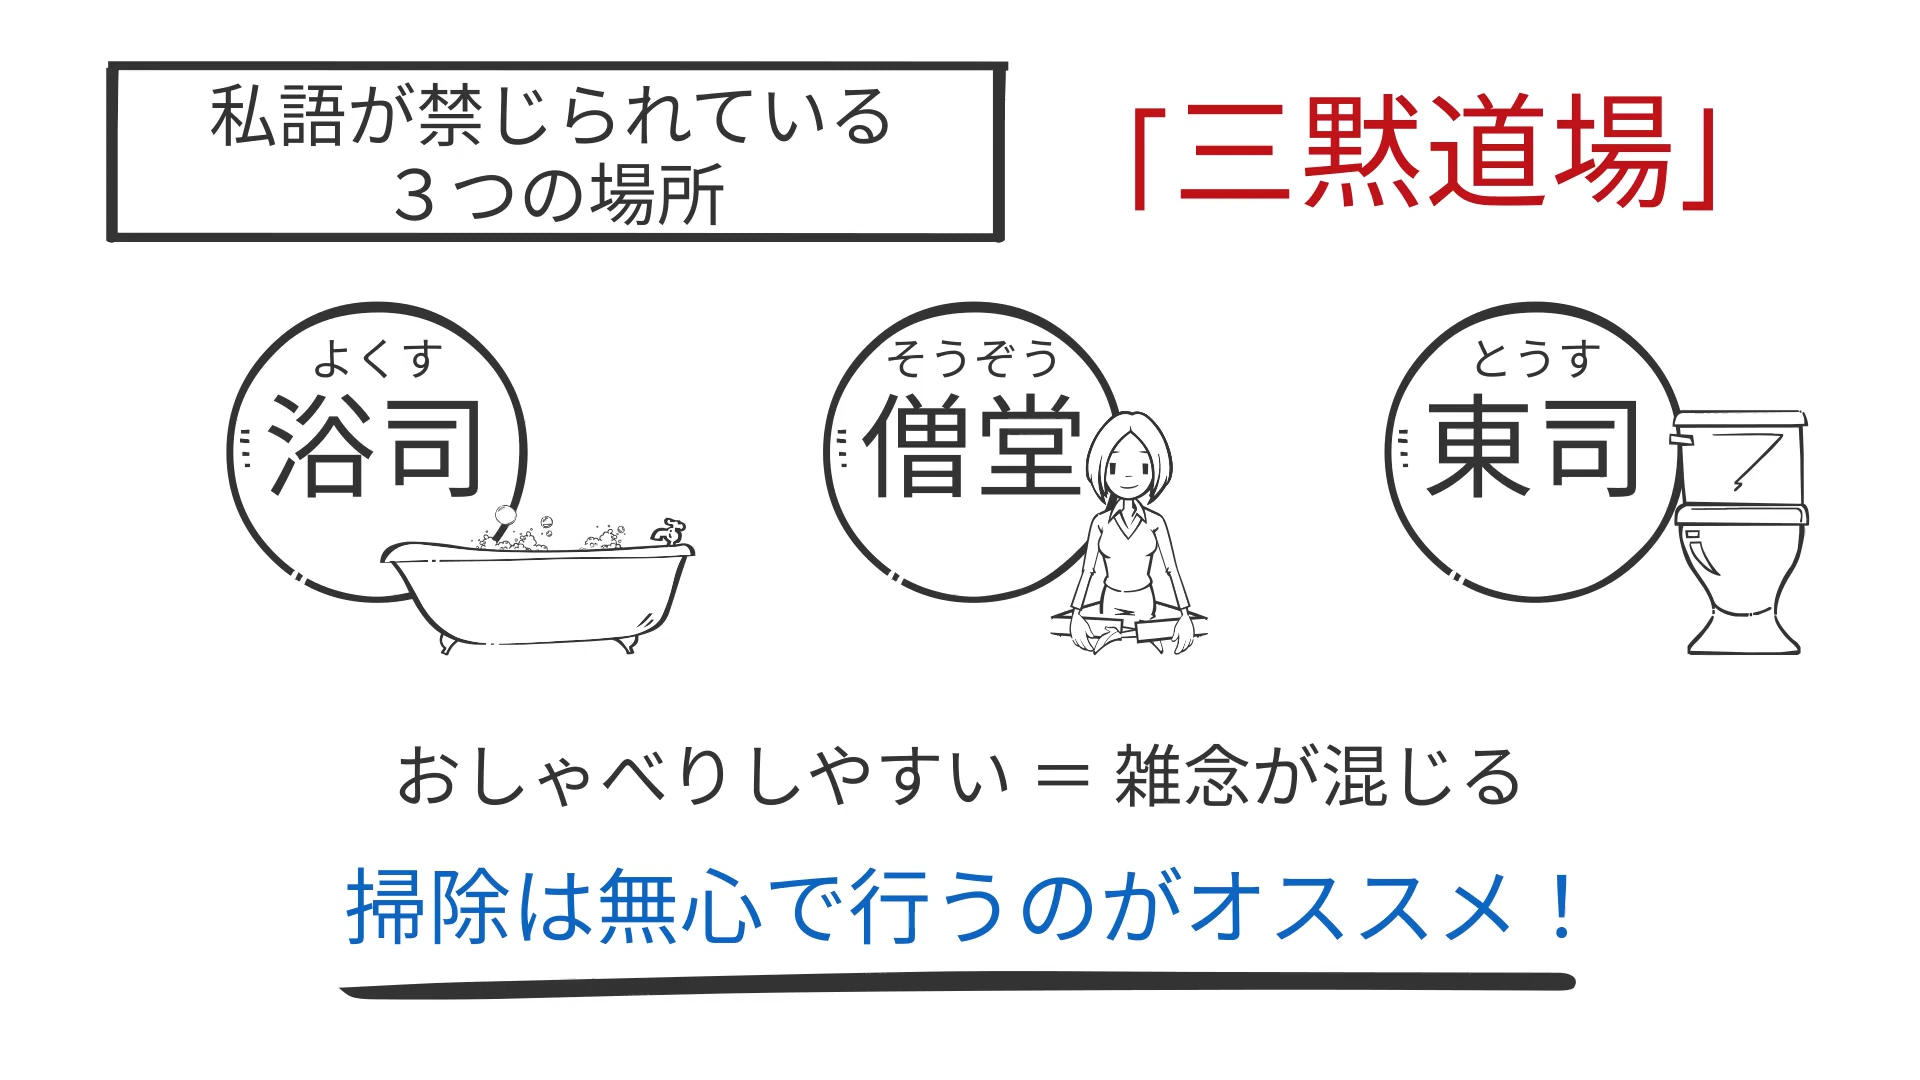 私語が禁じられている
３つの場所
「三黙道場」
よくす
浴司
そうぞう
僧堂
とうす
東司
おしゃべりしやすい ＝ 雑念が混じる
掃除は無心で行うのがオススメ！